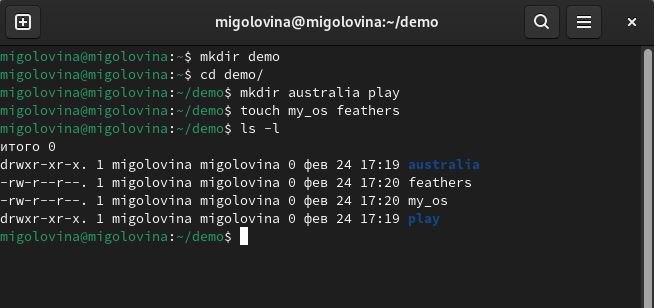 migolovina@migolovina:~/demo
migolovina@migolovina:~$ mkdir demo
migolovina@migolovina:~$ cd demo/
migolovina@migolovina:~/demo$ mkdir australia play
migolovina@migolovina:~/demo$ touch my_os feathers
migolovina@migolovina:~/demo$ ls -l
итого 0
drwxr-xr-x. 1 migolovina migolovina 0 фев 24 17:19 australia
-rw-r--r--. 1 migolovina migolovina 0 фев 24 17:20 feathers
-rw-r--r--. 1 migolovina migolovina 0 фев 24 17:20 my_os
drwxr-xr-x. 1 migolovina migolovina 0 фев 24 17:19 play
migolovina@migolovina:~/demo$